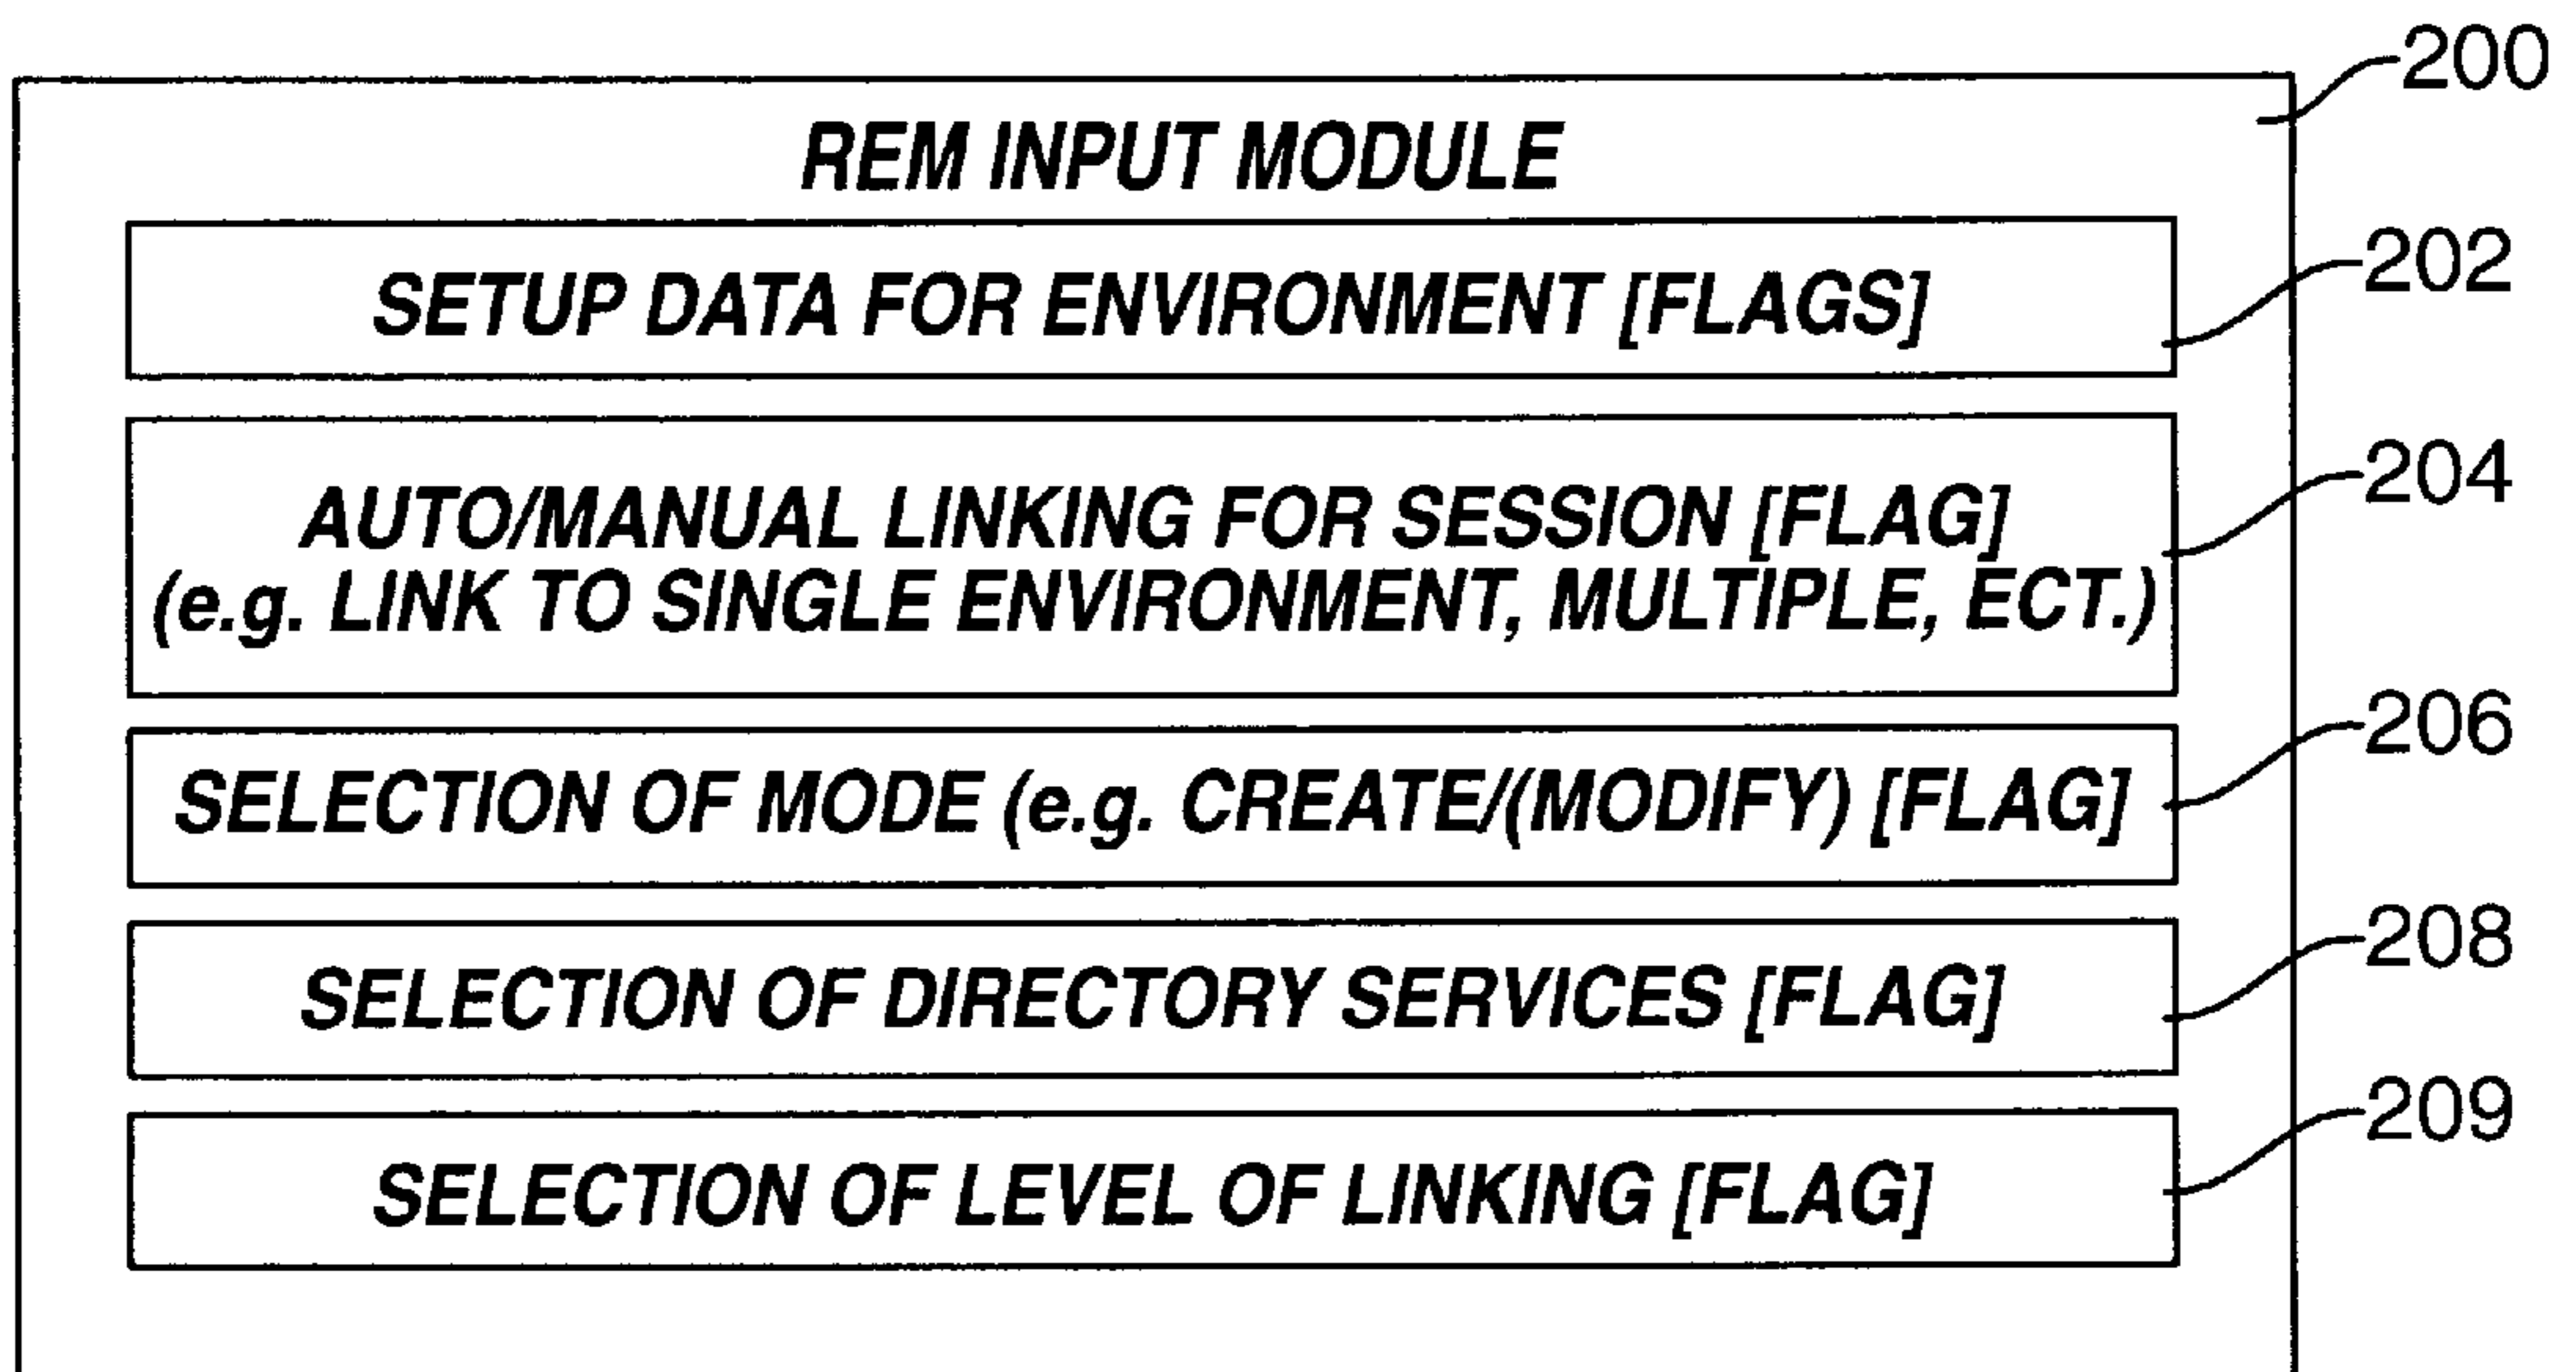 200
REM INPUT MODULE
SETUP DATA FOR ENVIRONMENT [FLAGS]
202
AUTO/MANUAL LINKING FOR SESSION [FLAG]
(e.g. LINK TO SINGLE ENVIRONMENT, MULTIPLE, ECT.)
204
SELECTION OF MODE (e.g. CREATE/(MODIFY) [FLAG]
206
SELECTION OF DIRECTORY SERVICES [FLAG]
208
SELECTION OF LEVEL OF LINKING [FLAG]
209